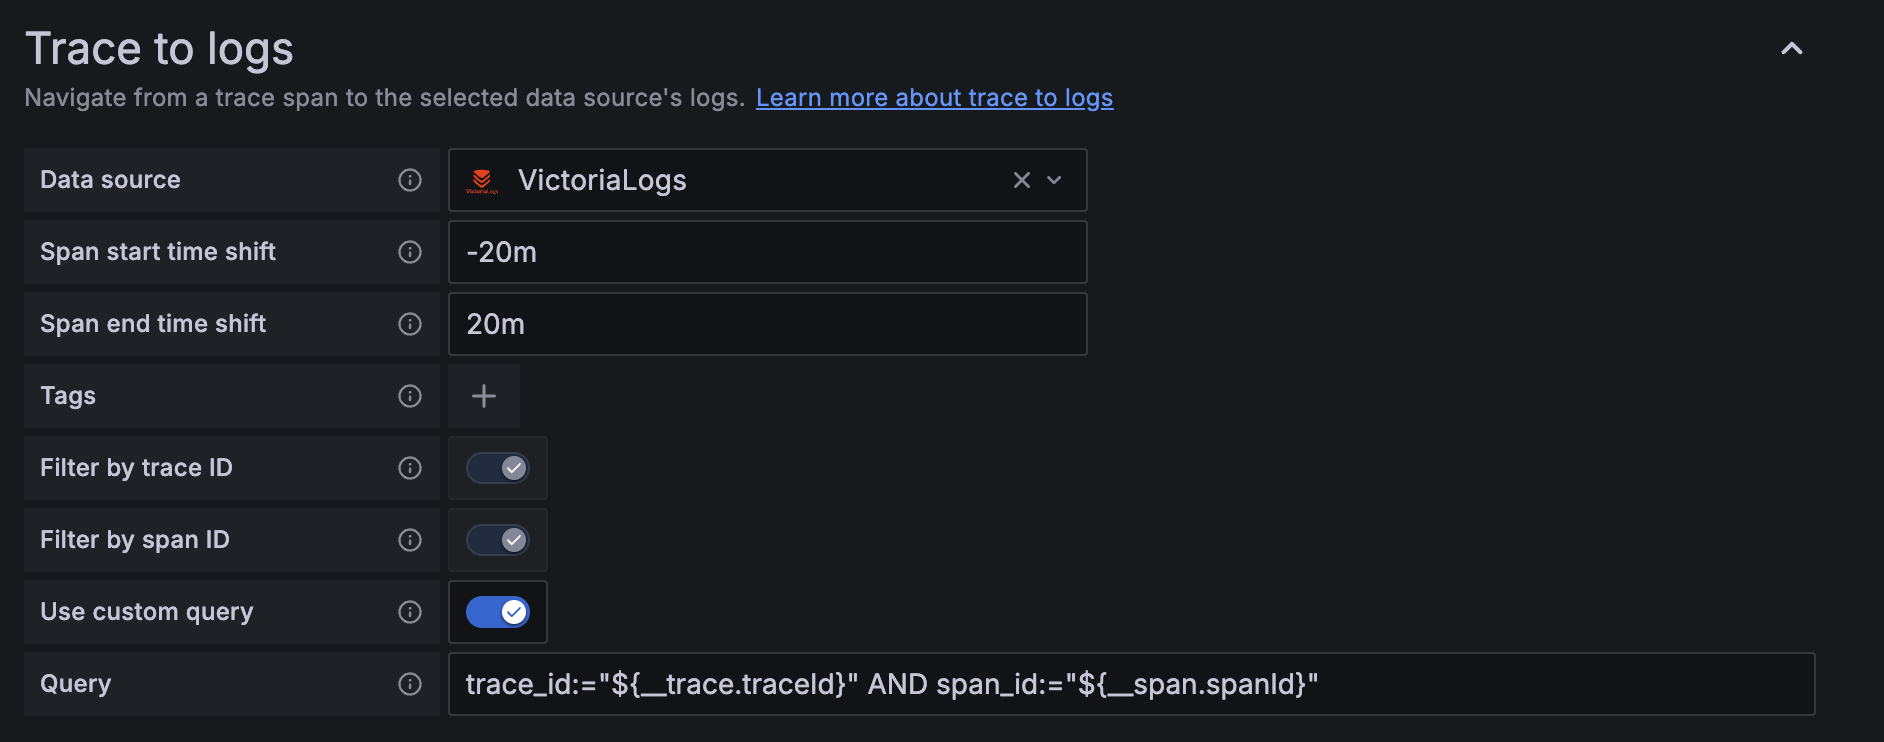 Trace to logs
Navigate from a trace span to the selected data source's logs. Learn more about trace to logs
Data source
VictoriaLogs
VictoriaLogs
Span start time shift
-20m
Span end time shift
20m
Tags
Filter by trace ID
Filter by span ID
Use custom query
Query
trace_id:="${__trace.traceId}" AND span_id:="${__span.spanId}"